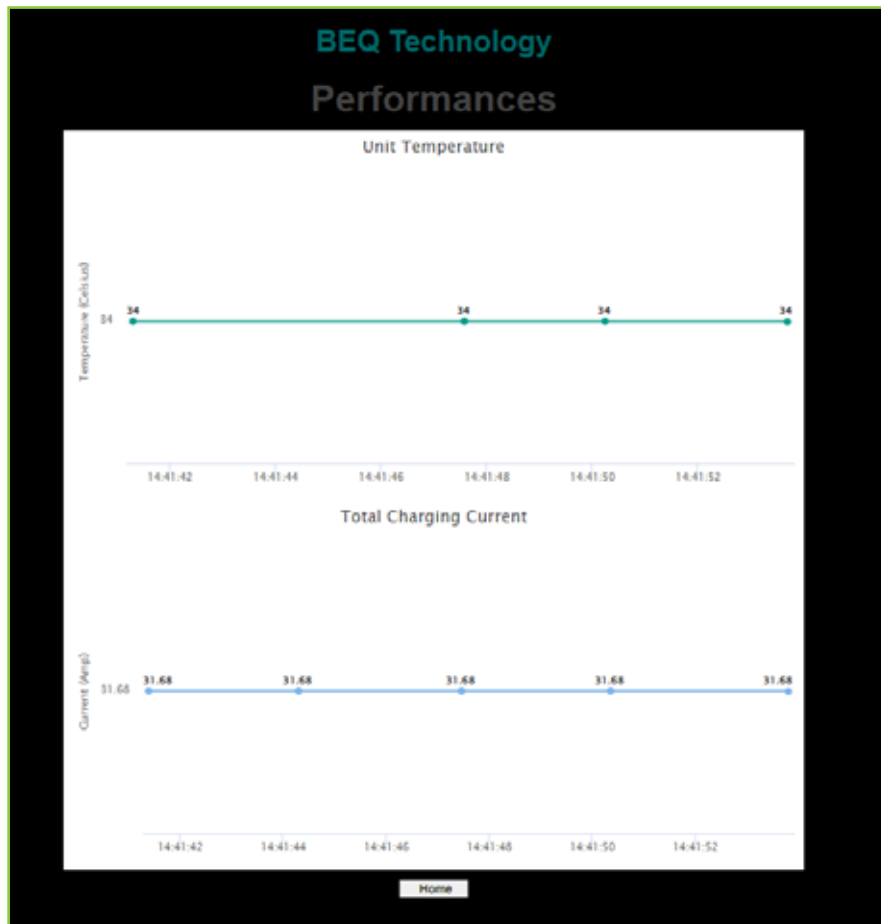 BEQ Technology
Performances
Unit Temperature
Temperature (Celsius)
34
34 34 34 34
14:41:42 14:41:44 14:41:46 14:41:48 14:41:50 14:41:52
Total Charging Current
Current (Amp)
31.68
31.68 31.68 31.68 31.68 31.68
14:41:42 14:41:44 14:41:46 14:41:48 14:41:50 14:41:52
Home